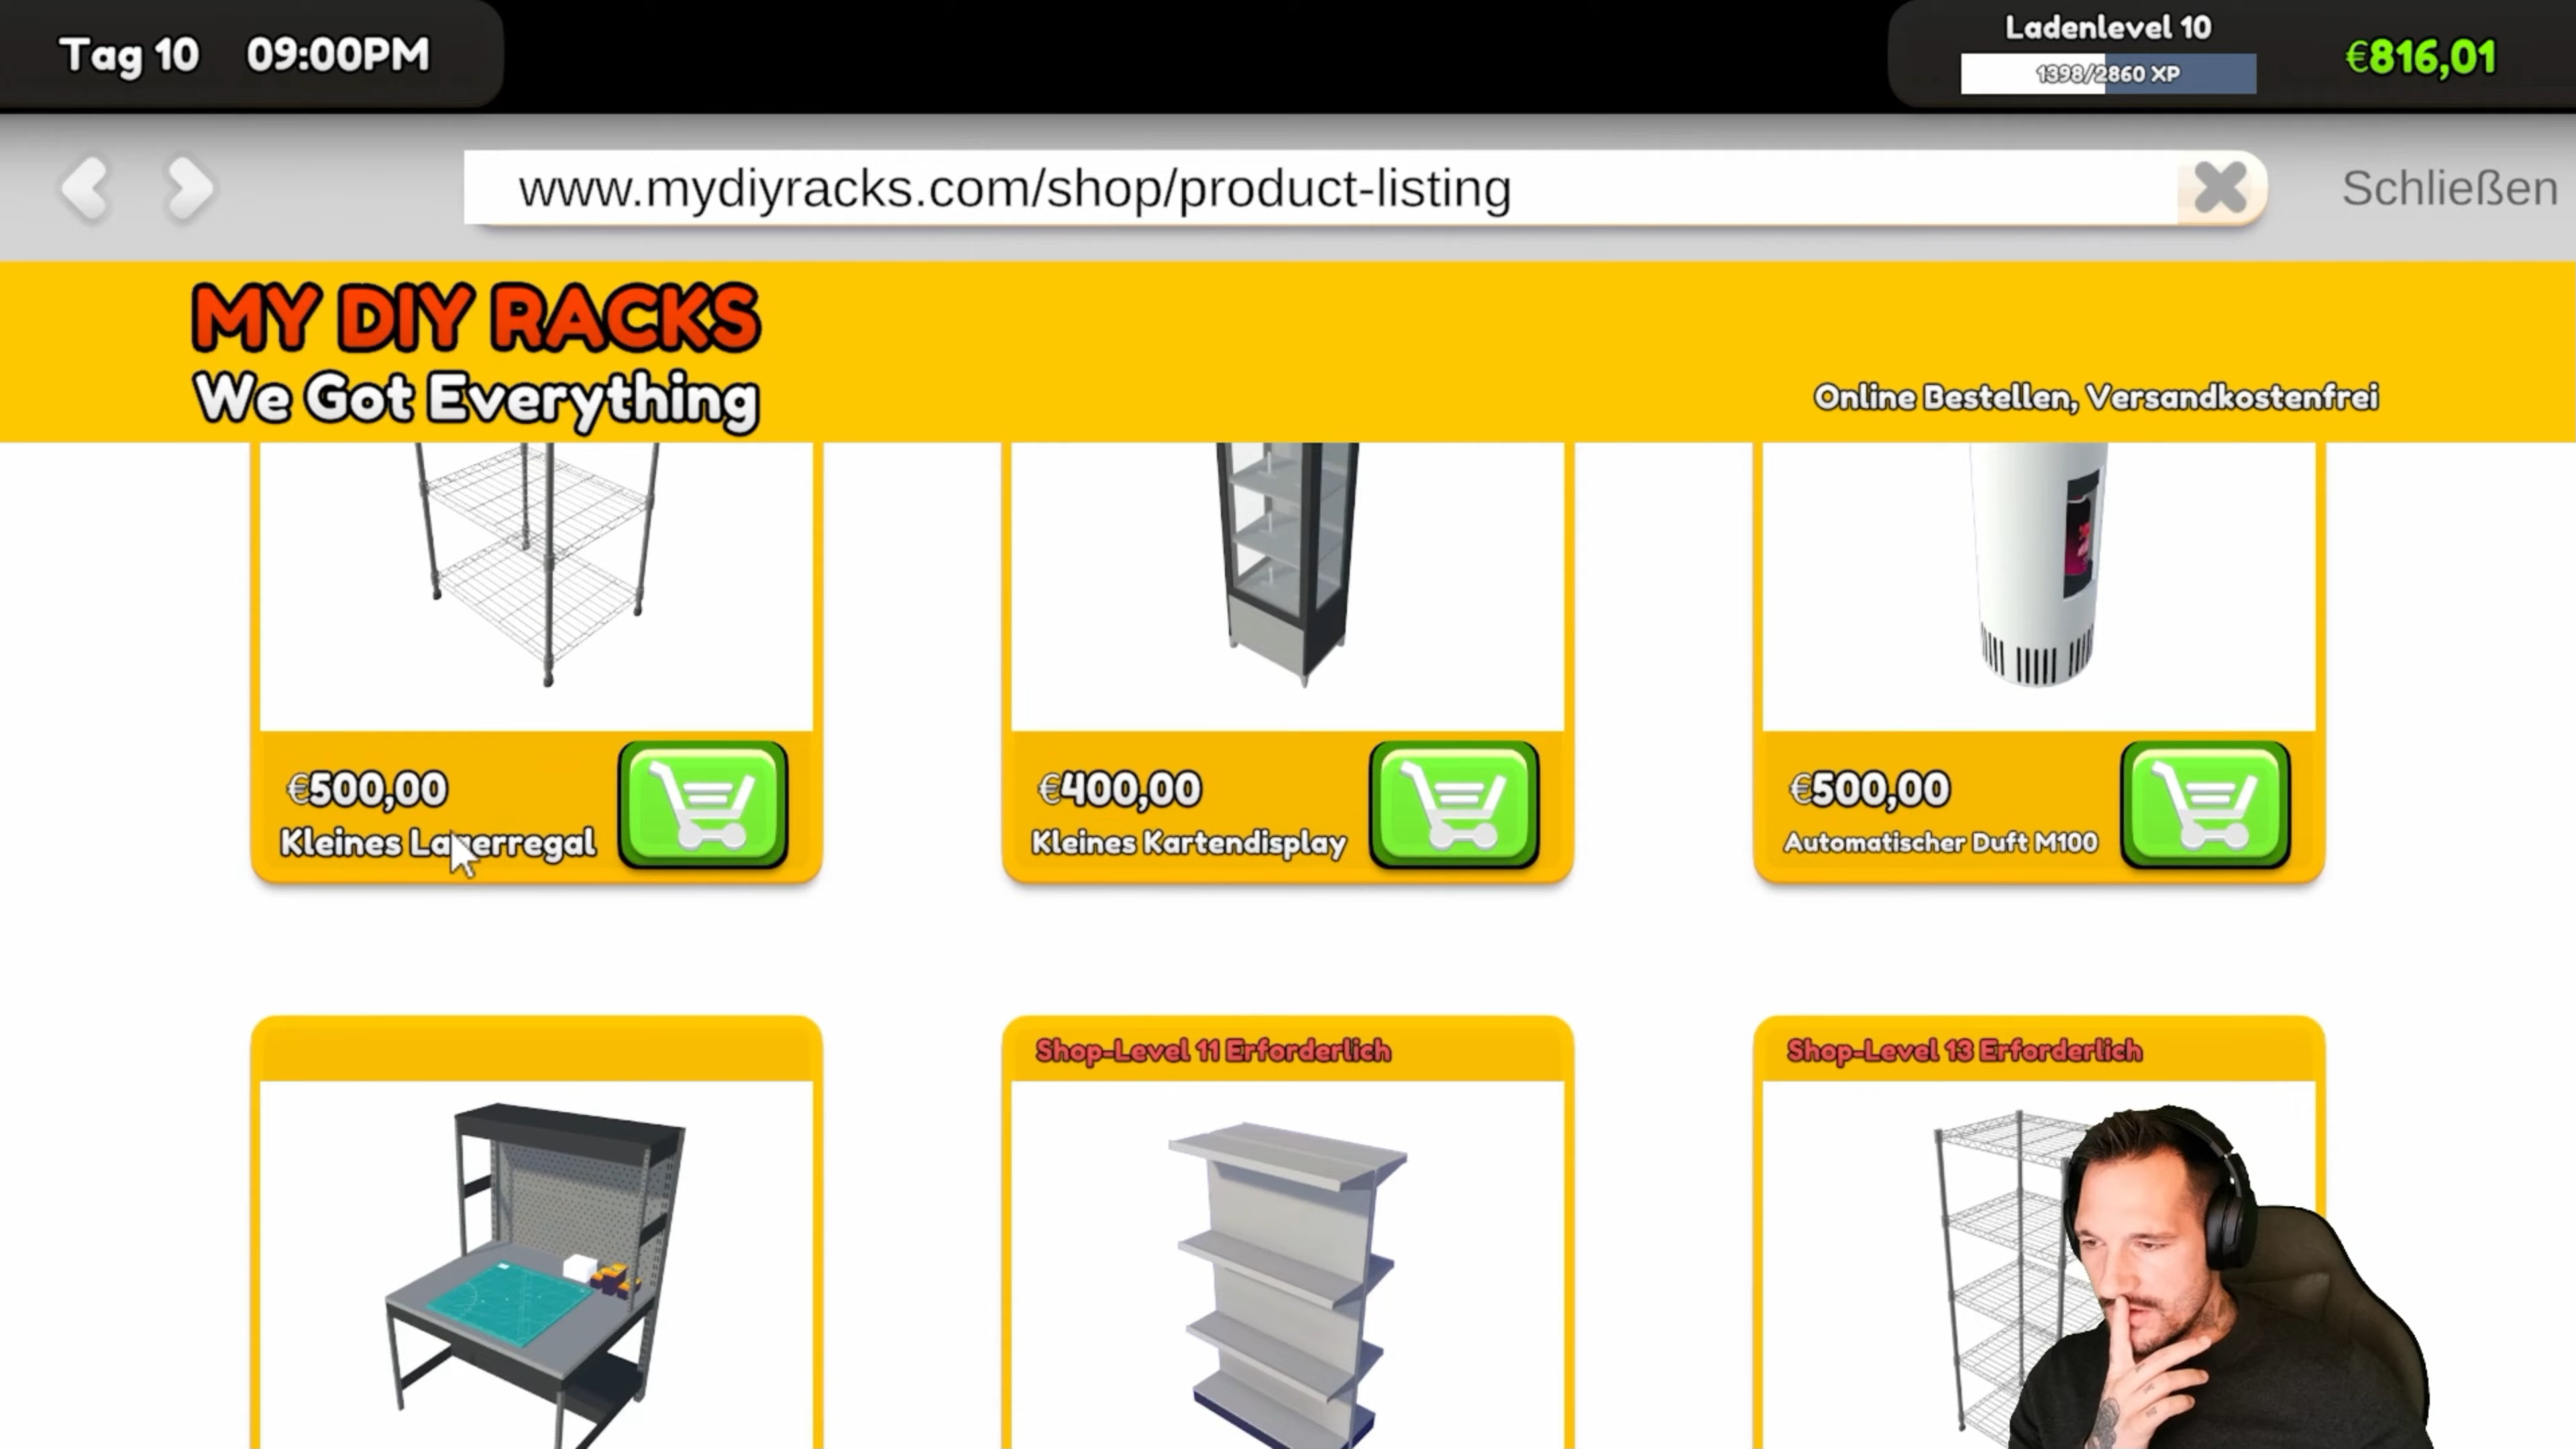 Tag 10 09:00PM
Ladenlevel 10
1398/2860 XP
€816,01
www.mydiyracks.com/shop/product-listing
Schließen
MY DIY RACKS
We Got Everything
Online Bestellen, Versandkostenfrei
€500,00
Kleines Lagerregal
€400,00
Kleines Kartendisplay
€500,00
Automatischer Duft M100
Shop-Level 11 Erforderlich
Shop-Level 13 Erforderlich